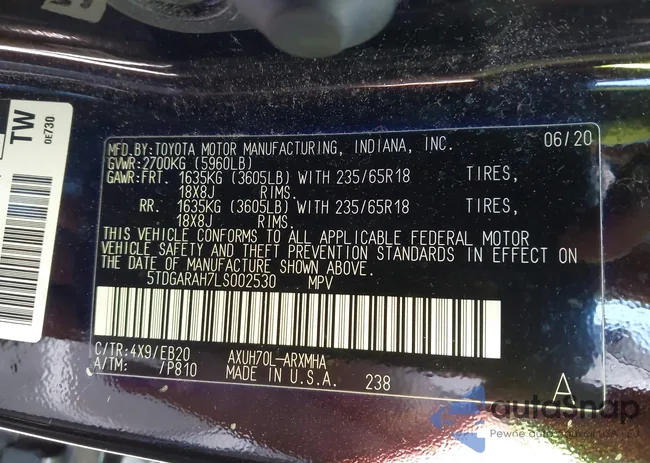 TW
0E730
MFD.BY:TOYOTA MOTOR MANUFACTURING, INDIANA, INC. 06/20
GVWR:2700KG (5960LB)
GAWR:FRT. 1635KG (3605LB) WITH 235/65R18 TIRES,
18X8J RIMS.
RR. 1635KG (3605LB) WITH 235/65R18 TIRES,
18X8J RIMS.
THIS VEHICLE CONFORMS TO ALL APPLICABLE FEDERAL MOTOR
VEHICLE SAFETY AND THEFT PREVENTION STANDARDS IN EFFECT ON
THE DATE OF MANUFACTURE SHOWN ABOVE.
5TDGARAH7LS002530 MPV
C/TR:4X9/EB20 AXUH70L-ARXMHA
A/TM: /P810 MADE IN U.S.A. 238
A
autoSnap
Pewne auta